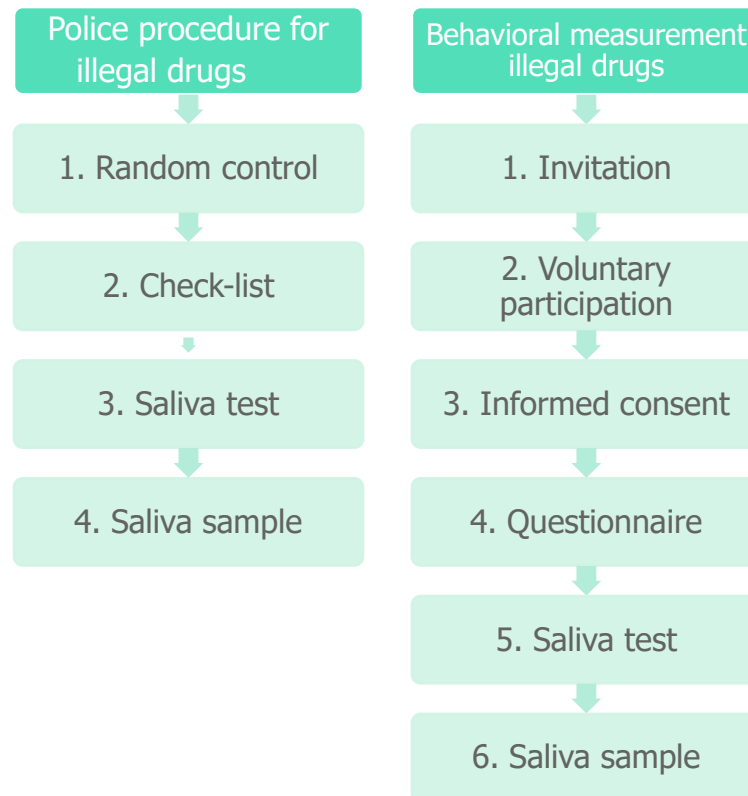 Police procedure for
illegal drugs
1. Random control
2. Check-list
3. Saliva test
4. Saliva sample
Behavioral measurement
illegal drugs
1. Invitation
2. Voluntary
participation
3. Informed consent
4. Questionnaire
5. Saliva test
6. Saliva sample